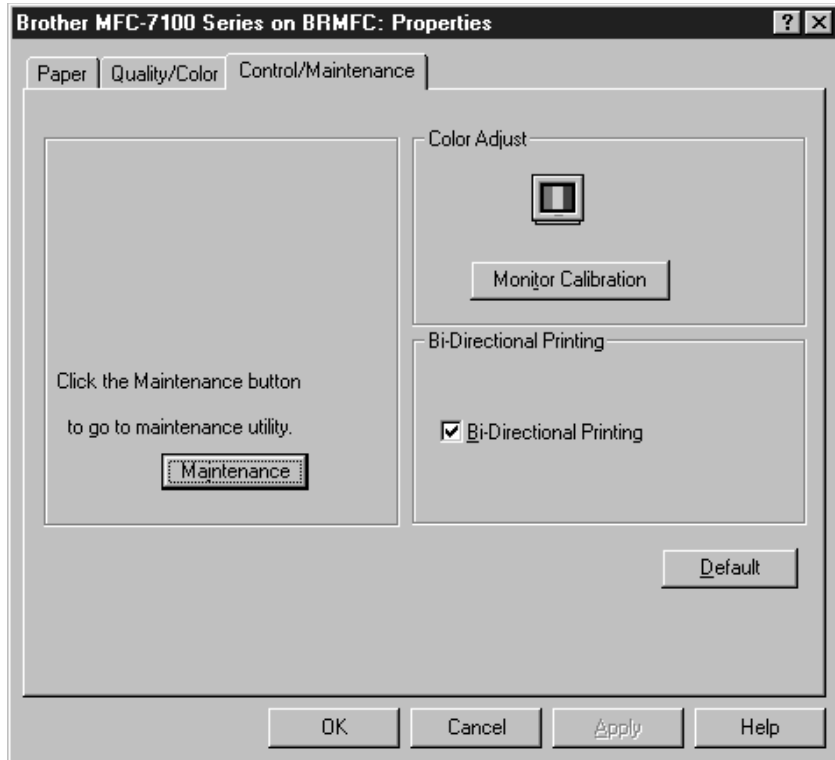 Brother MFC-7100 Series on BRMFC: Properties
Paper
Quality/Color
Control/Maintenance
Click the Maintenance button
to go to maintenance utility.
Maintenance
Color Adjust
Monitor Calibration
Bi-Directional Printing
Bi-Directional Printing
Default
OK
Cancel
Apply
Help